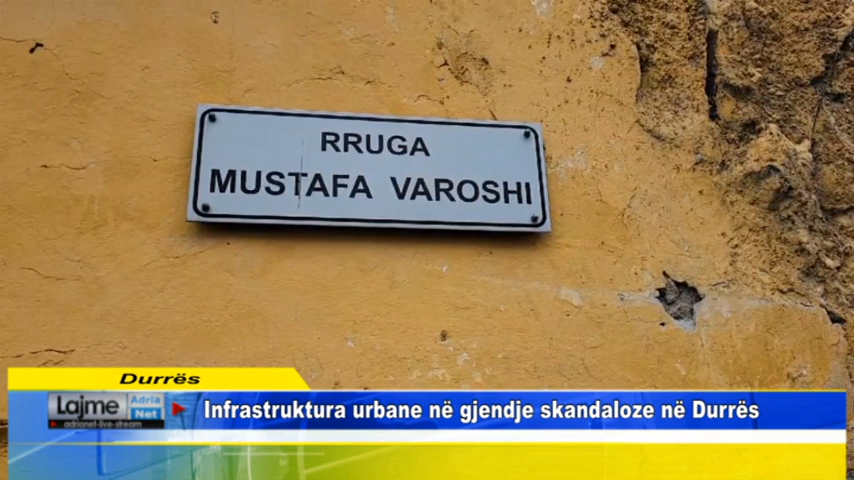 RRUGA
MUSTAFA VAROSHI
Durrës
Lajme Adria Net
adrianet-live-stream
Infrastruktura urbane në gjendje skandaloze në Durrës